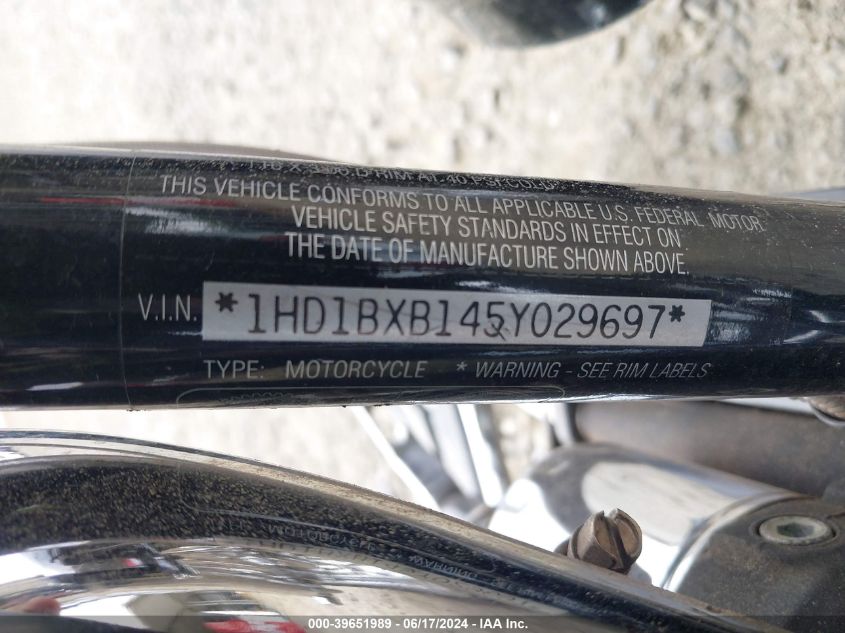 THIS VEHICLE CONFORMS TO ALL APPLICABLE U.S. FEDERAL MOTOR
VEHICLE SAFETY STANDARDS IN EFFECT ON
THE DATE OF MANUFACTURE SHOWN ABOVE.
V.I.N. *1HD1BXB145Y029697*
TYPE: MOTORCYCLE * WARNING - SEE RIM LABELS
000-39651989 - 06/17/2024 - IAA Inc.